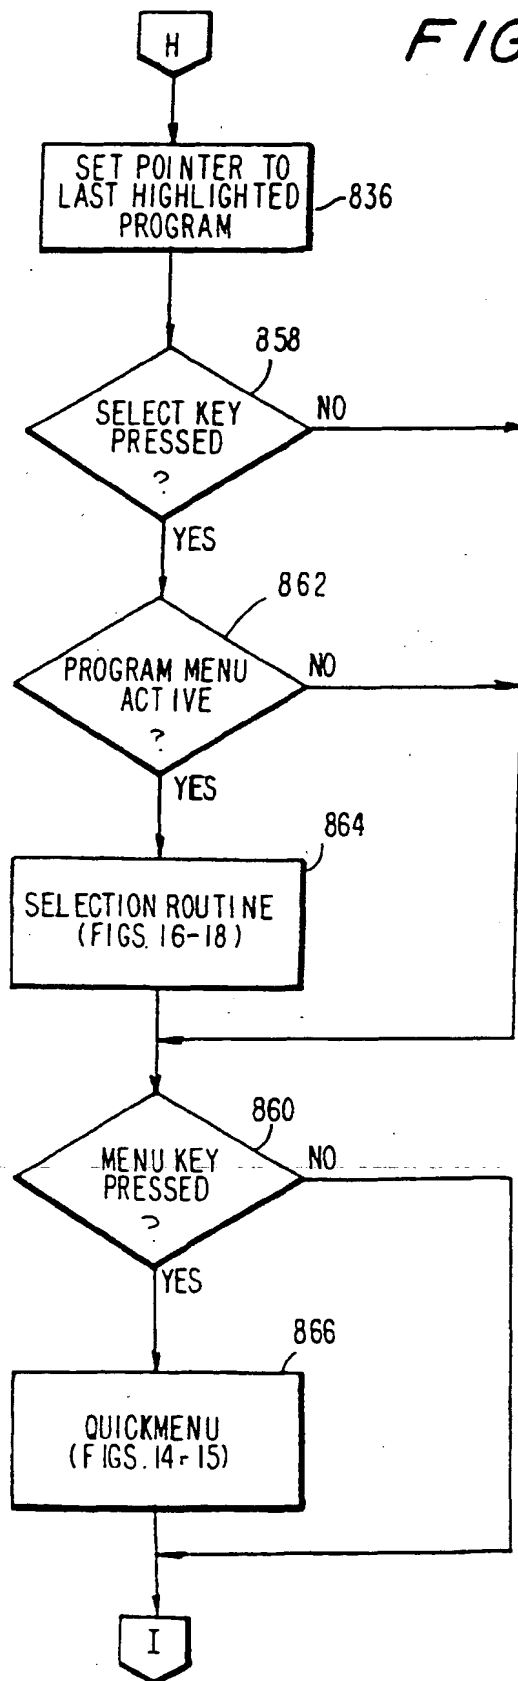 H
FIG
SET POINTER TO
LAST HIGHLIGHTED
PROGRAM
836
858
SELECT KEY
PRESSED
?
NO
YES
862
PROGRAM MENU
ACTIVE
?
NO
YES
864
SELECTION ROUTINE
(FIGS. 16-18)
860
MENU KEY
PRESSED
?
NO
YES
866
QUICKMENU
(FIGS. 14-15)
I